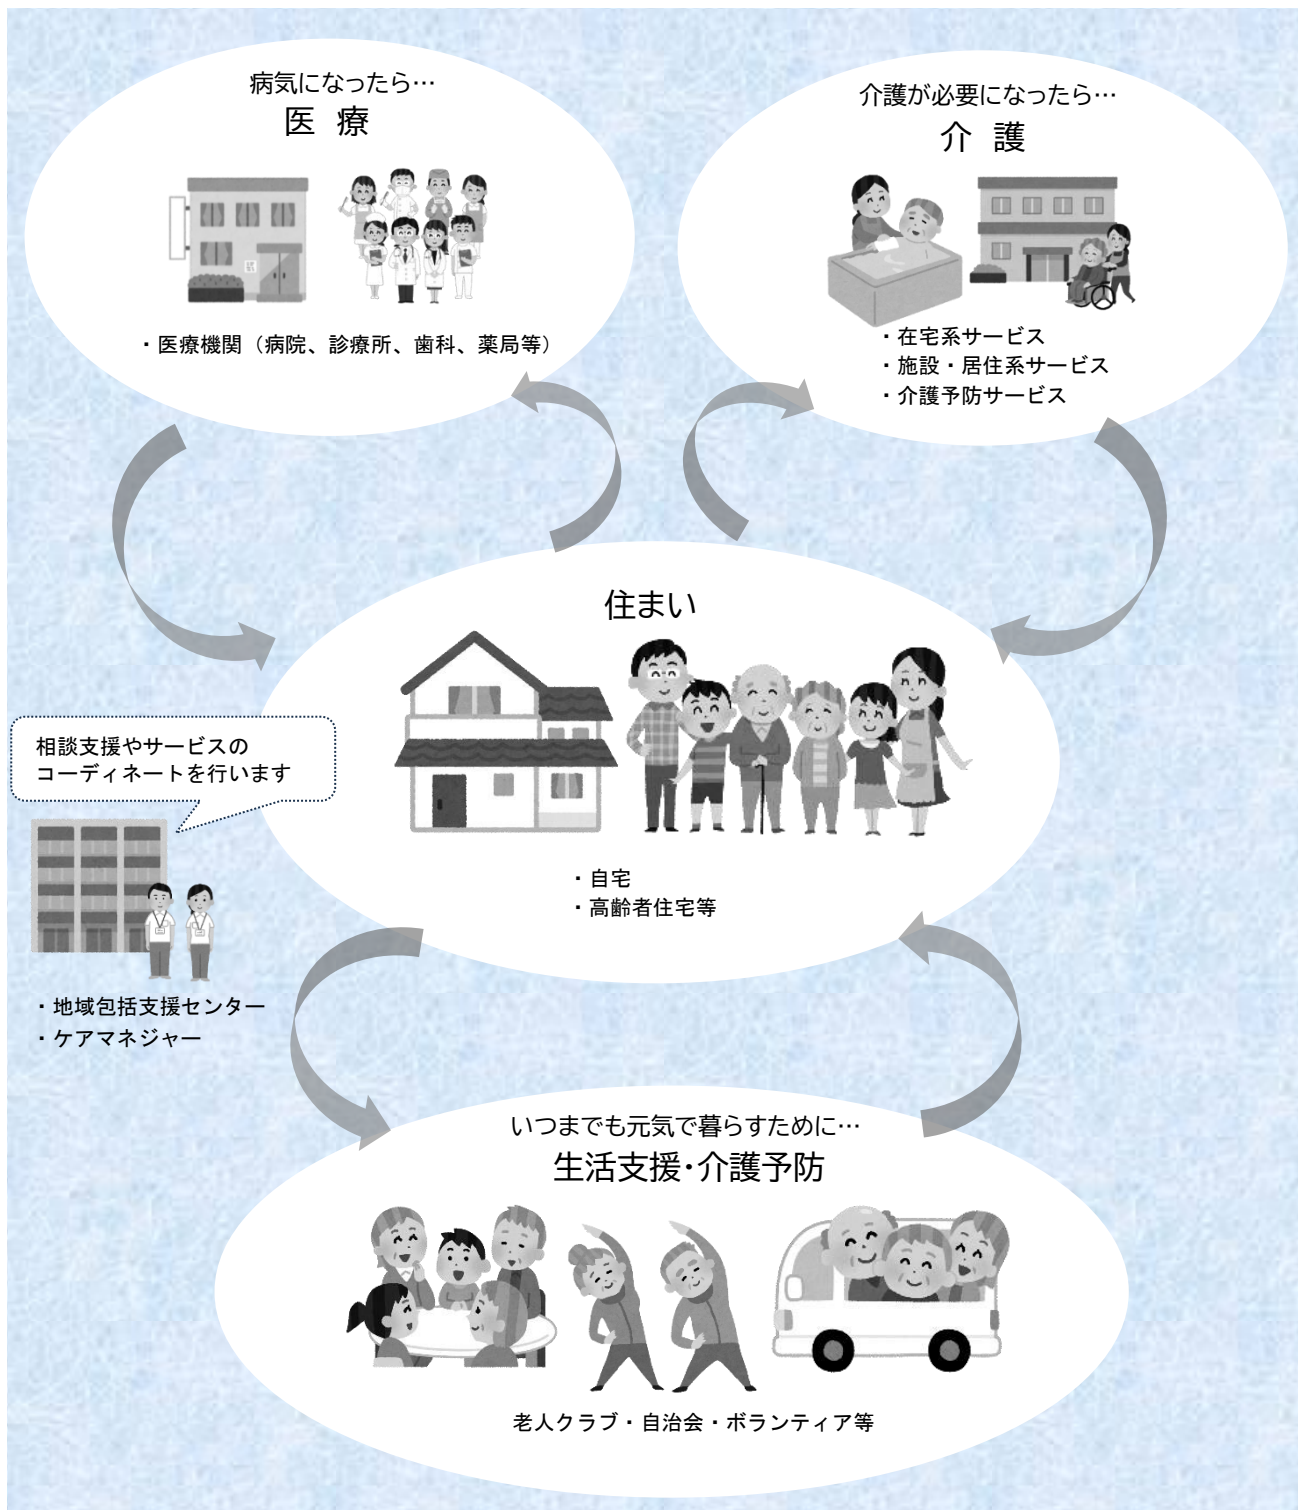 病気になったら…
医 療
・医療機関（病院、診療所、歯科、薬局等）
介護が必要になったら…
介 護
・在宅系サービス
・施設・居住系サービス
・介護予防サービス
住まい
・自宅
・高齢者住宅等
相談支援やサービスの
コーディネートを行います
・地域包括支援センター
・ケアマネジャー
いつまでも元気で暮らすために…
生活支援・介護予防
老人クラブ・自治会・ボランティア等